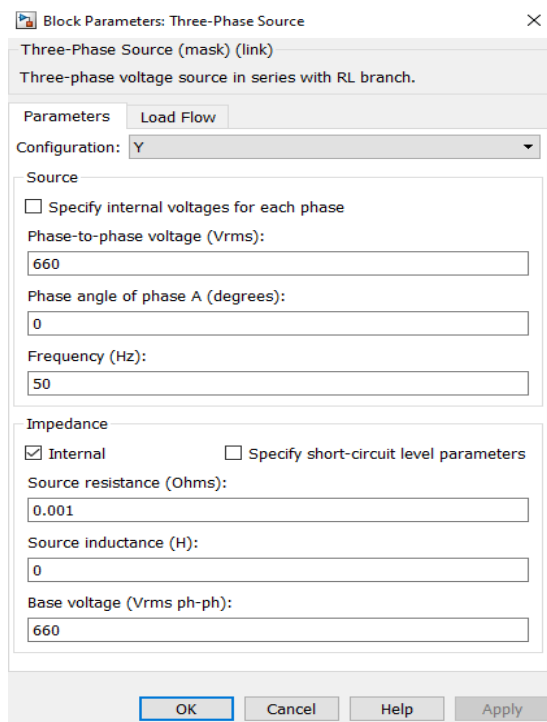 Block Parameters: Three-Phase Source
Three-Phase Source (mask) (link)
Three-phase voltage source in series with RL branch.
Parameters Load Flow
Configuration: Y
Source
Specify internal voltages for each phase
Phase-to-phase voltage (Vrms):
660
Phase angle of phase A (degrees):
0
Frequency (Hz):
50
Impedance
Internal Specify short-circuit level parameters
Source resistance (Ohms):
0.001
Source inductance (H):
0
Base voltage (Vrms ph-ph):
660
OK Cancel Help Apply